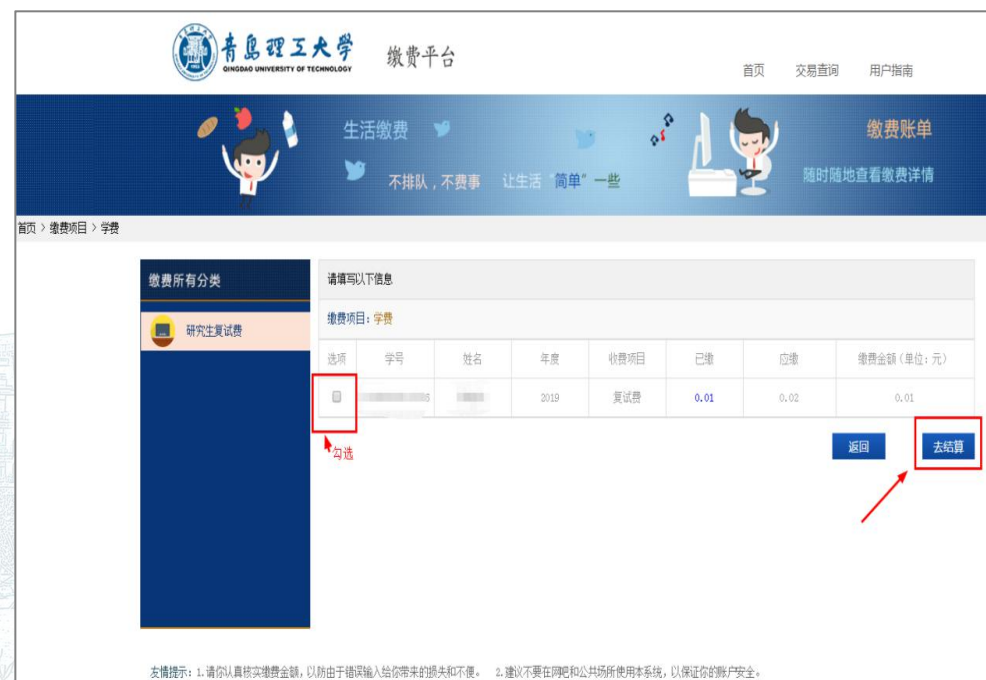 青岛理工大学
QINGDAO UNIVERSITY OF TECHNOLOGY
缴费平台
首页 交易查询 用户指南
生活缴费
不排队,不费事 让生活“简单”一些
缴费账单
随时随地查看缴费详情
首页 > 缴费项目 > 学费
缴费所有分类
研究生复试费
请填写以下信息
缴费项目:学费
选项 学号 姓名 年度 收费项目 已缴 应缴 缴费金额(单位:元)
2019 复试费 0.01 0.02 0.01
勾选
返回 去结算
友情提示:1.请你认真核实缴费金额,以防由于错误输入给你带来的损失和不便。 2.建议不要在网吧和公共场所使用本系统,以保证你的账户安全。